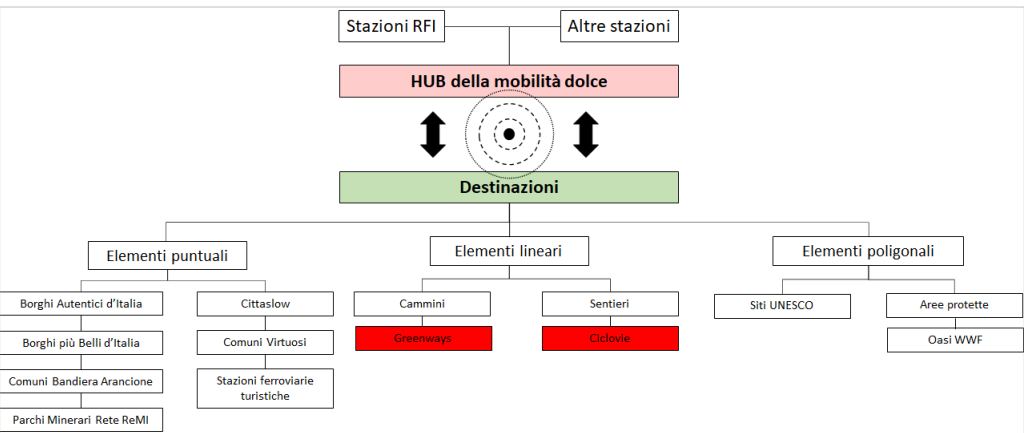 Stazioni RFI
Altre stazioni
HUB della mobilità dolce
Destinazioni
Elementi puntuali
Elementi lineari
Elementi poligonali
Borghi Autentici d'Italia
Cittaslow
Cammini
Sentieri
Siti UNESCO
Aree protette
Borghi più Belli d'Italia
Comuni Virtuosi
Greenways
Ciclovie
Oasi WWF
Comuni Bandiera Arancione
Stazioni ferroviarie
turistiche
Parchi Minerari Rete ReMI